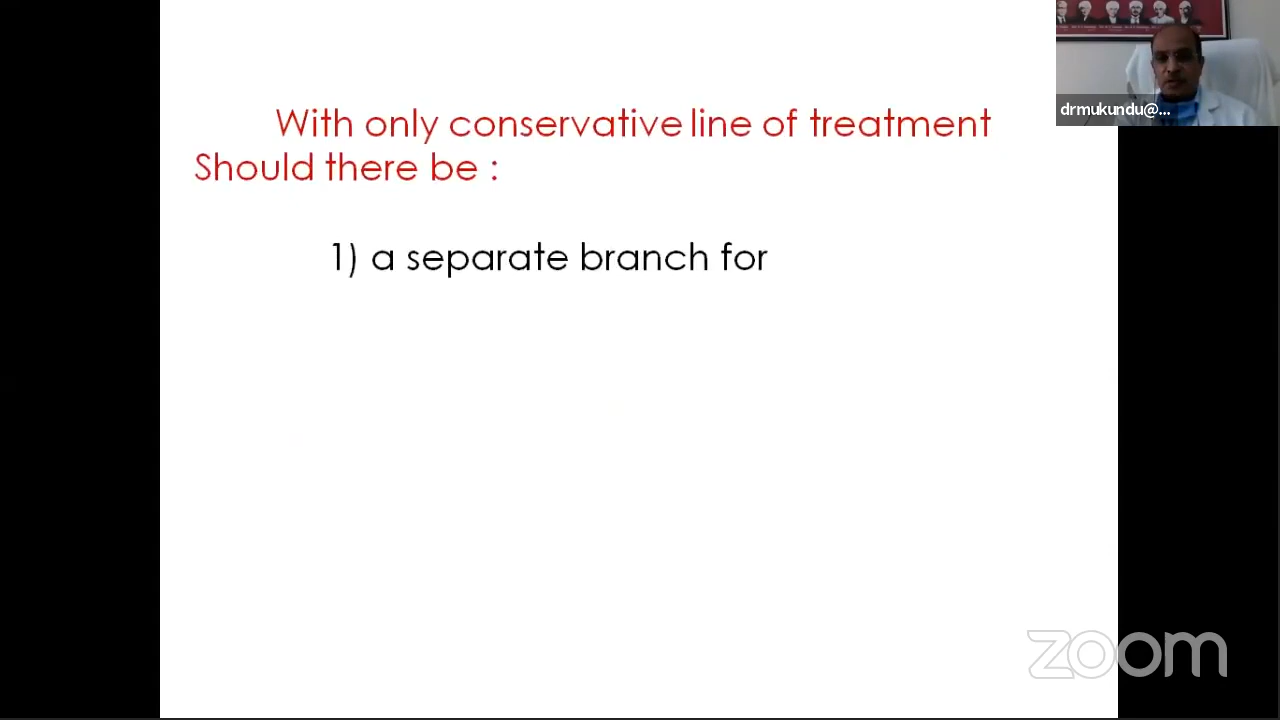 With only conservative line of treatment
Should there be :
1) a separate branch for
drmukundu@...
zoom